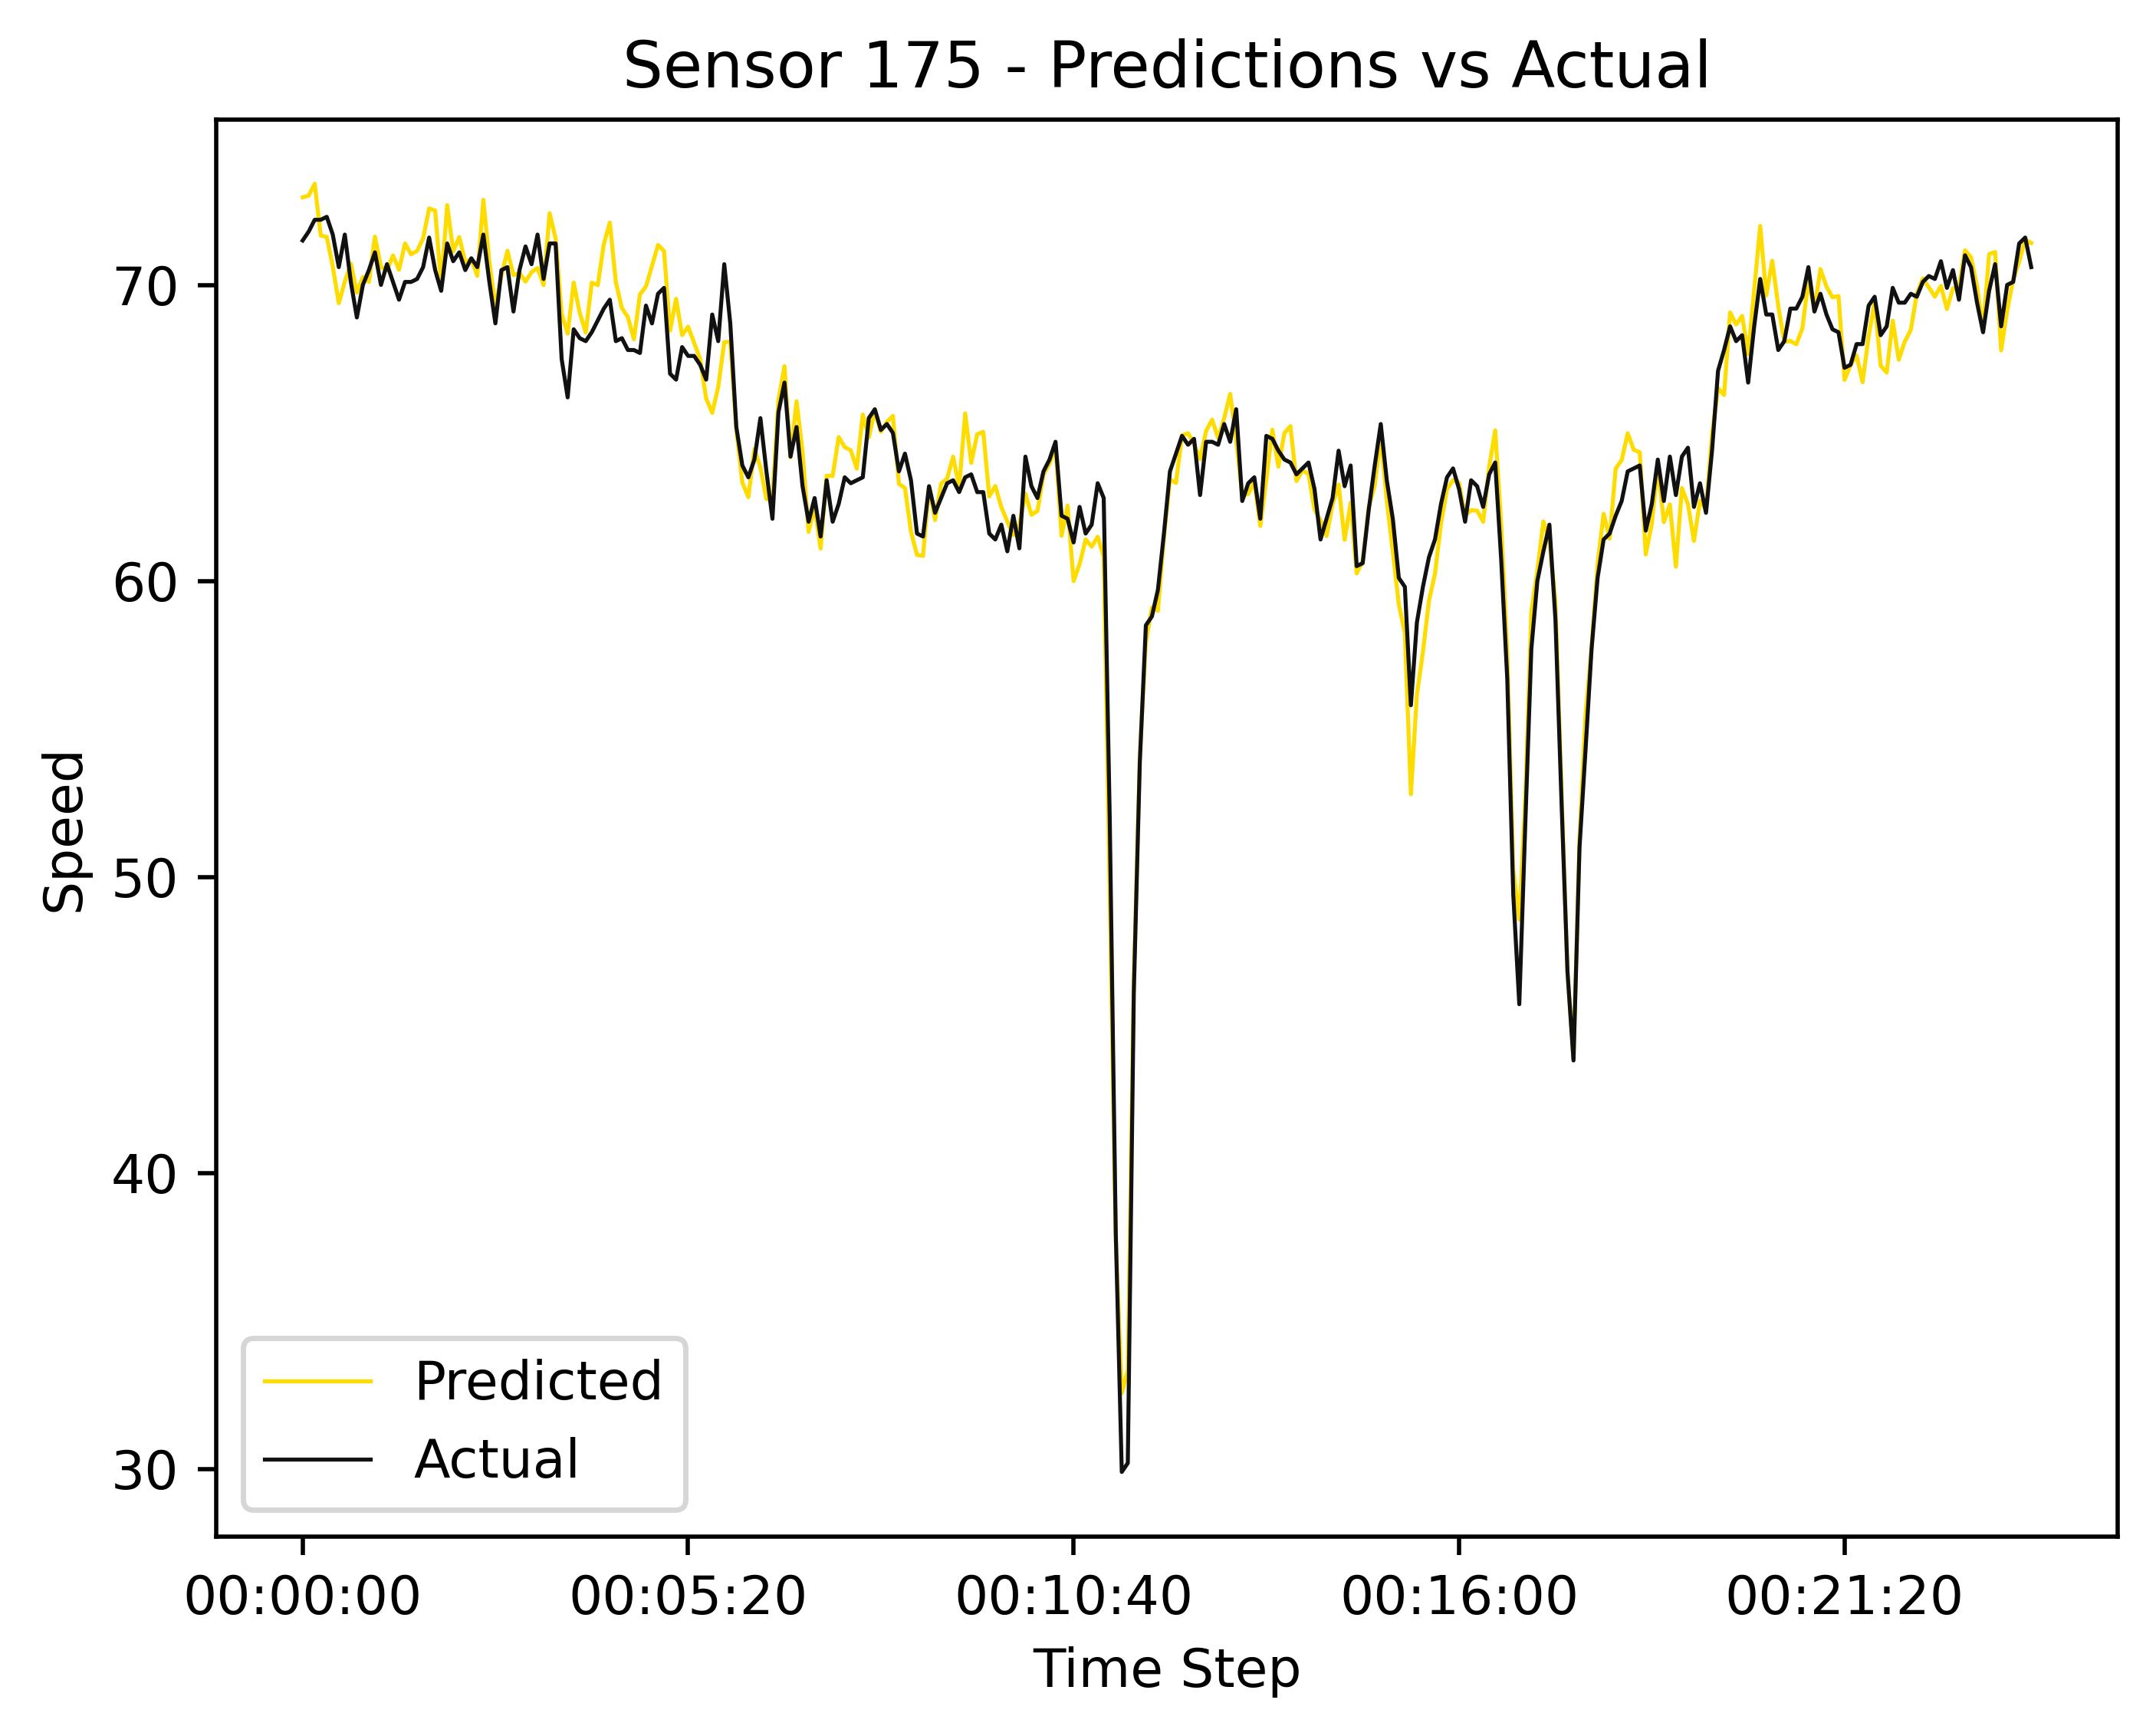 Sensor 175 - Predictions vs Actual
70
60
50
40
30
Speed
Predicted
Actual
00:00:00 00:05:20 00:10:40 00:16:00 00:21:20
Time Step